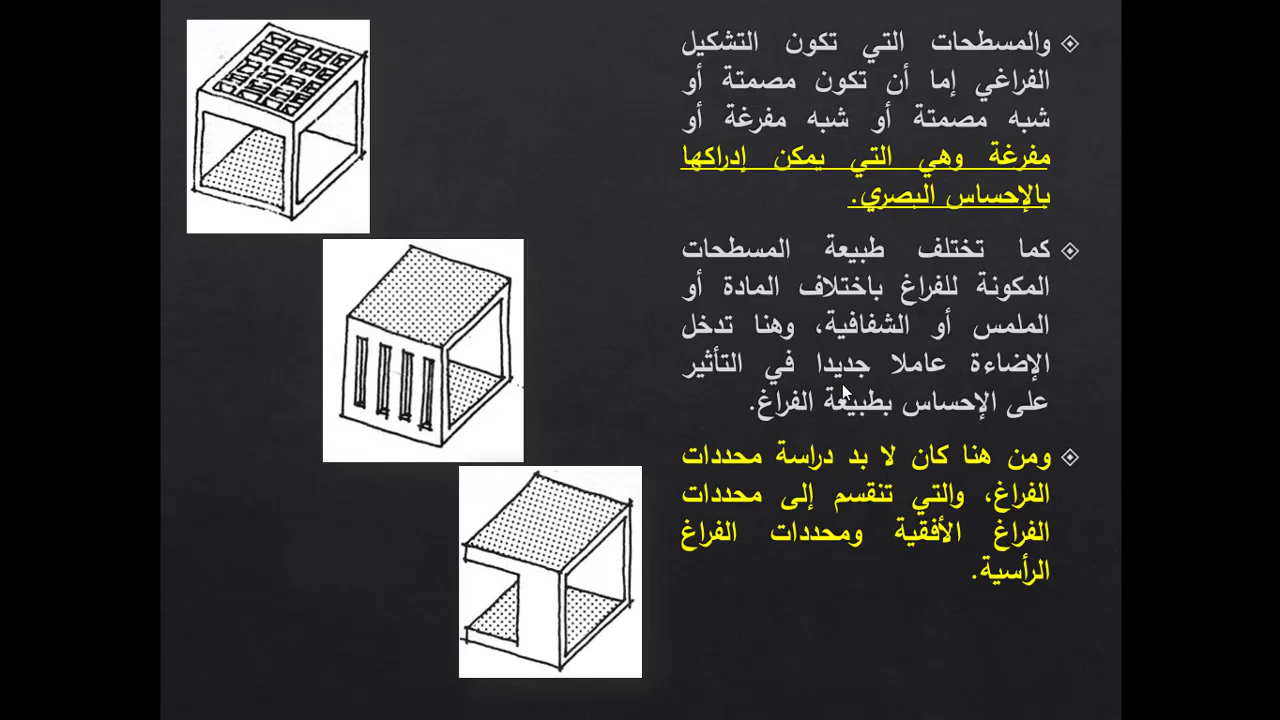 والمسطحات التي تكون التشكيل
الفراغي إما أن تكون مصمتة أو
شبه مصمتة أو شبه مفرغة أو
مفرغة وهي التي يمكن إدراكها
بالإحساس البصري.
كما تختلف طبيعة المسطحات
المكونة للفراغ باختلاف المادة أو
الملمس أو الشفافية، وهنا تدخل
الإضاءة عاملا جديدا في التأثير
على الإحساس بطبيعة الفراغ.
ومن هنا كان لا بد دراسة محددات
الفراغ، والتي تنقسم إلى محددات
الفراغ الأفقية ومحددات الفراغ
الرأسية.